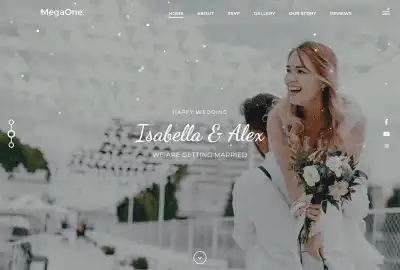 MegaOne.
HOME ABOUT RSVP GALLERY OUR STORY REVIEWS
HAPPY WEDDING
Isabella & Alex
WE ARE GETTING MARRIED